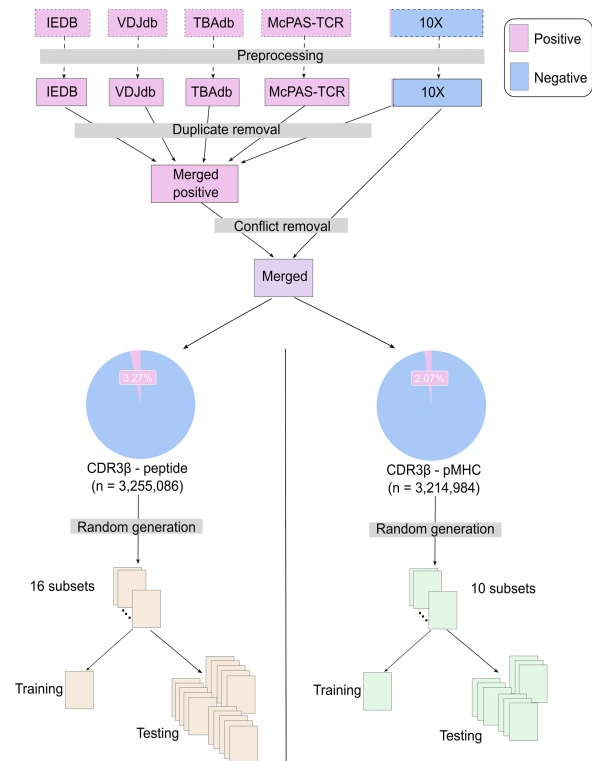 IEDB
VDJdb
TBAdb
McPAS-TCR
10X
Positive
Negative
Preprocessing
IEDB
VDJdb
TBAdb
McPAS-TCR
10X
Duplicate removal
Merged
positive
Conflict removal
Merged
3.27%
2.07%
CDR3β - peptide
(n = 3,255,086)
CDR3β - pMHC
(n = 3,214,984)
Random generation
Random generation
16 subsets
10 subsets
Training
Testing
Training
Testing